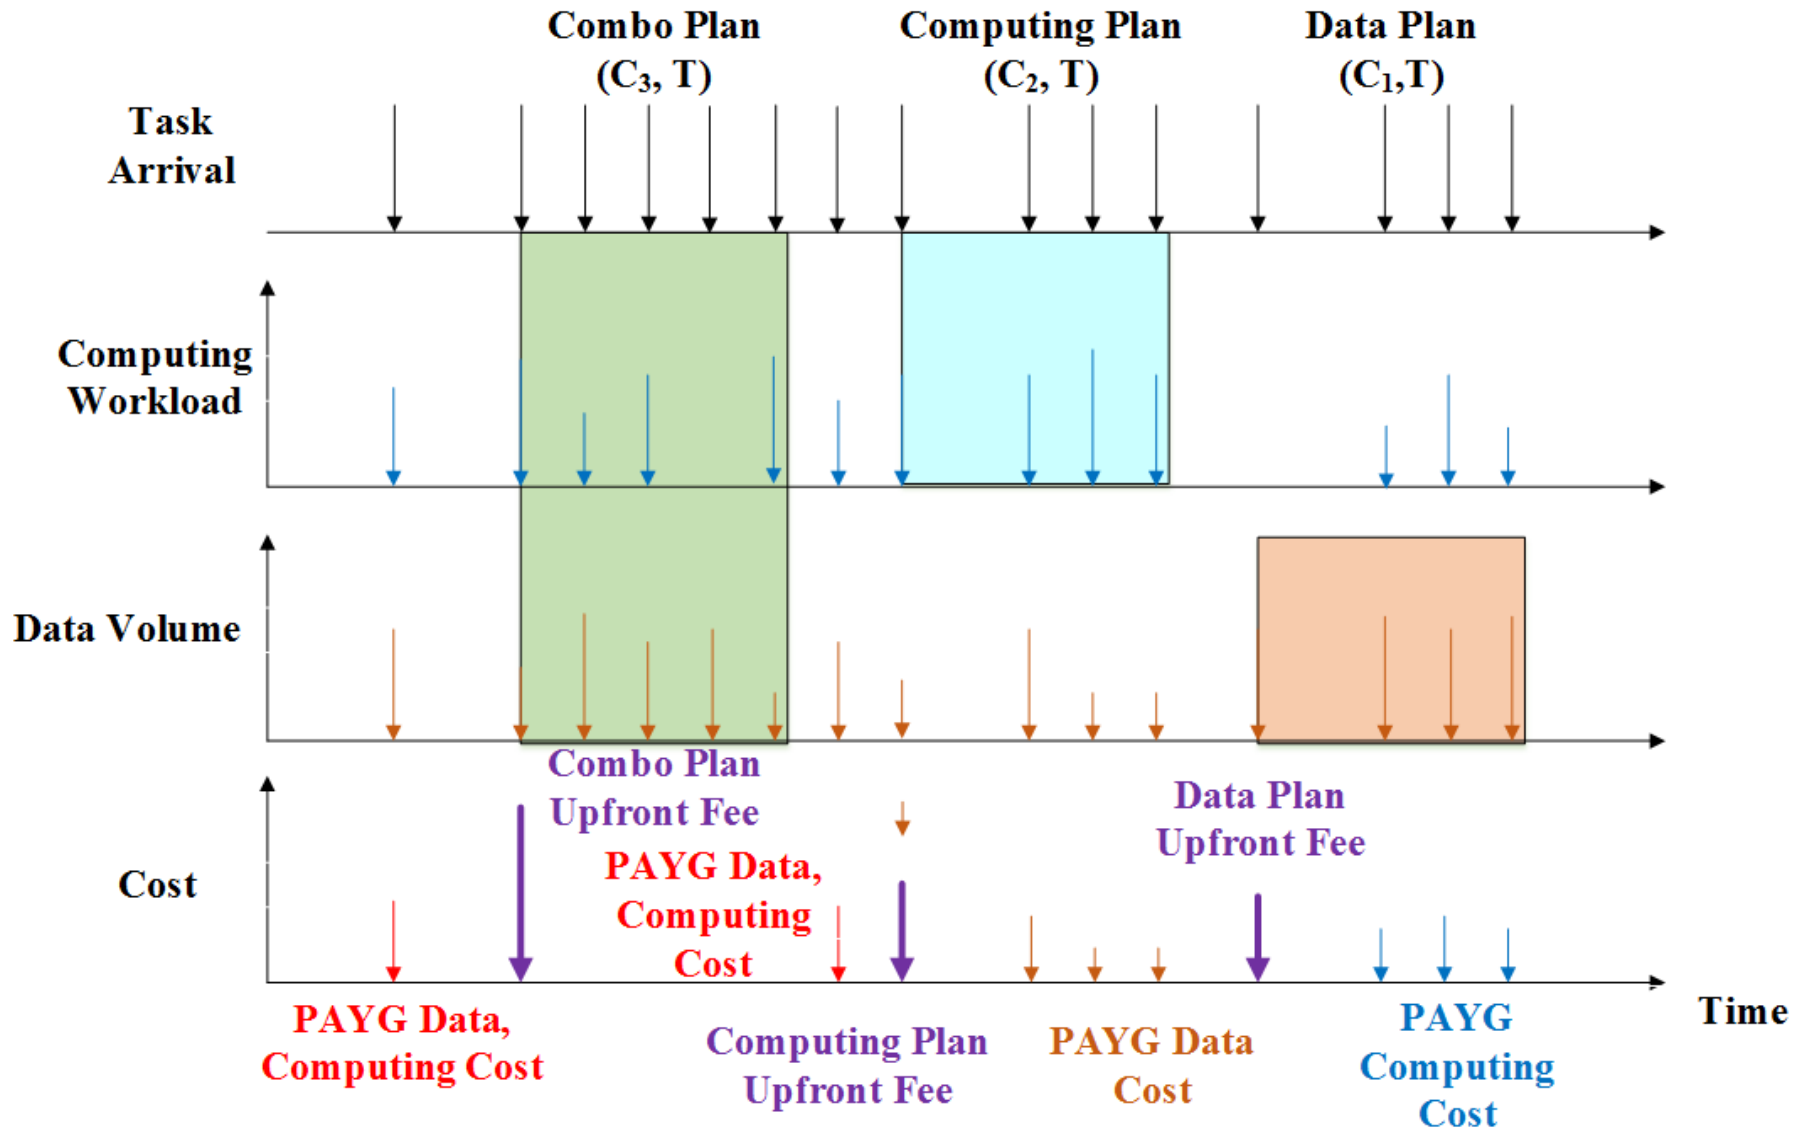 Combo Plan
(C₃, T)
Computing Plan
(C₂, T)
Data Plan
(C₁,T)
Task
Arrival
Computing
Workload
Data Volume
Combo Plan
Upfront Fee
Data Plan
Upfront Fee
PAYG Data,
Computing
Cost
Cost
Time
PAYG Data,
Computing Cost
Computing Plan
Upfront Fee
PAYG Data
Cost
PAYG
Computing
Cost